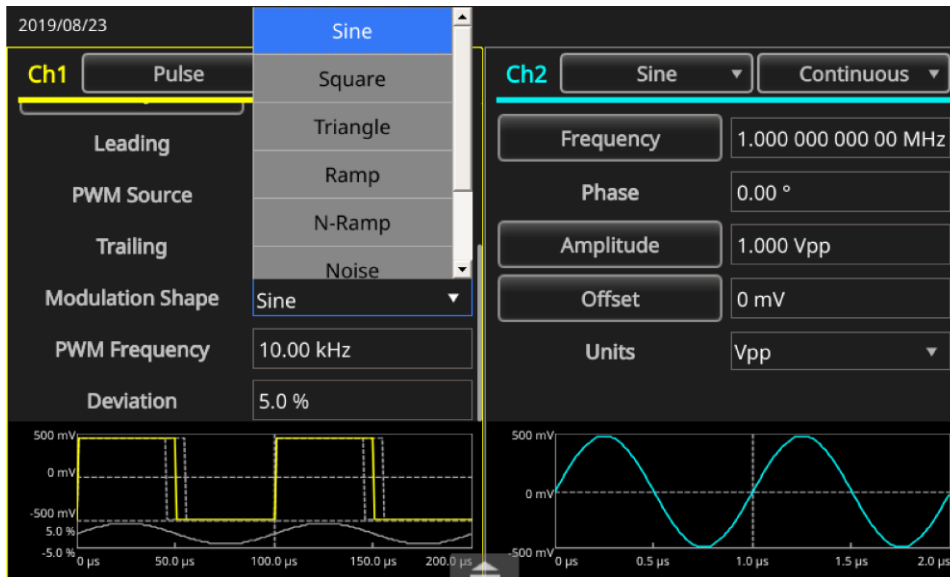 2019/08/23
Ch1 Pulse
Leading
PWM Source
Trailing
Modulation Shape Sine
PWM Frequency 10.00 kHz
Deviation 5.0 %
Sine
Square
Triangle
Ramp
N-Ramp
Noise
500 mV
0 mV
-500 mV
5.0 %
-5.0 %
0 µs 50.0 µs 100.0 µs 150.0 µs 200.0 µs
Ch2 Sine Continuous
Frequency 1.000 000 000 00 MHz
Phase 0.00 °
Amplitude 1.000 Vpp
Offset 0 mV
Units Vpp
500 mV
0 mV
-500 mV
0 µs 0.5 µs 1.0 µs 1.5 µs 2.0 µs